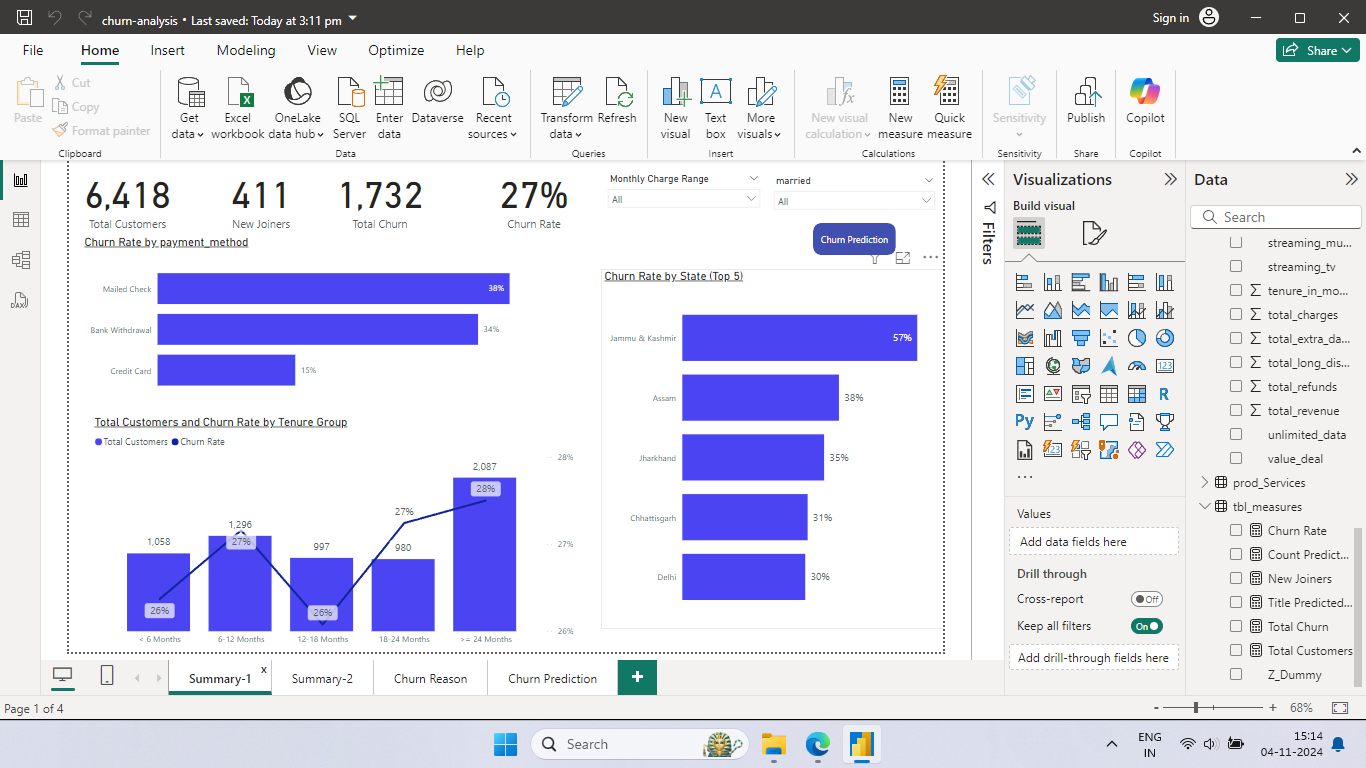 churn-analysis • Last saved: Today at 3:11 pm
Sign in
File Home Insert Modeling View Optimize Help
Share
Paste
Cut
Copy
Format painter
Clipboard
Get data
Excel workbook
OneLake data hub
SQL Server
Enter data
Dataverse
Recent sources
Data
Transform data
Refresh
Queries
New visual
Text box
More visuals
Insert
New visual calculation
New measure
Quick measure
Calculations
Sensitivity
Sensitivity
Publish
Share
Copilot
Copilot
6,418
Total Customers
411
New Joiners
1,732
Total Churn
27%
Churn Rate
Monthly Charge Range
All
married
All
Churn Prediction
Churn Rate by payment_method
Mailed Check 38%
Bank Withdrawal 34%
Credit Card 15%
Total Customers and Churn Rate by Tenure Group
Total Customers Churn Rate
28%
27%
26%
1,058
1,296
997
980
2,087
26%
27%
26%
27%
28%
< 6 Months
6-12 Months
12-18 Months
18-24 Months
>= 24 Months
Churn Rate by State (Top 5)
Jammu & Kashmir 57%
Assam 38%
Jharkhand 35%
Chhattisgarh 31%
Delhi 30%
Filters
Visualizations
Build visual
R
Py
123
123
...
Values
Add data fields here
Drill through
Cross-report Off
Keep all filters On
Add drill-through fields here
Data
Search
streaming_mu...
streaming_tv
tenure_in_mo...
total_charges
total_extra_da...
total_long_dis...
total_refunds
total_revenue
unlimited_data
value_deal
prod_Services
tbl_measures
Churn Rate
Count Predict...
New Joiners
Title Predicted...
Total Churn
Total Customers
Z_Dummy
Summary-1 x
Summary-2
Churn Reason
Churn Prediction
+
Page 1 of 4
- + 68%
Search
ENG
IN
15:14
04-11-2024